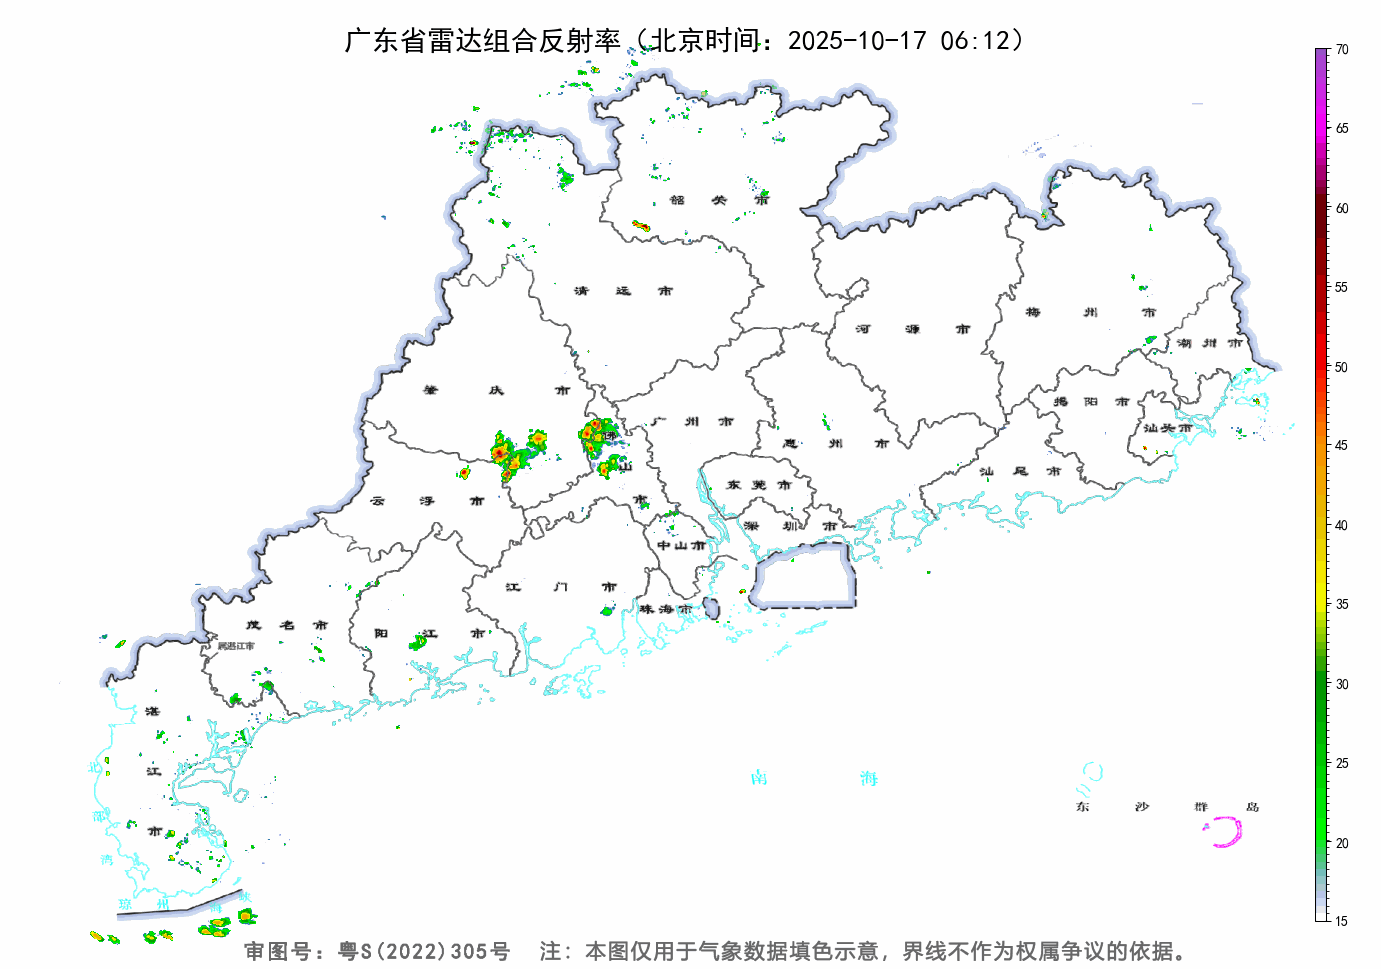 广东省雷达组合反射率（北京时间：2025-10-17 06:12）
70
65
60
55
50
45
40
35
30
25
20
15
韶关市
清远市
河源市
梅州市
潮州市
肇庆市
广州市
惠州市
揭阳市
汕头市
佛山市
云浮市
东莞市
汕尾市
深圳市
中山市
江门市
珠海市
茂名市
属湛江市
阳江市
湛江市
北部湾
南海
东沙群岛
琼州海峡
审图号：粤S(2022)305号 注：本图仅用于气象数据填色示意，界线不作为权属争议的依据。